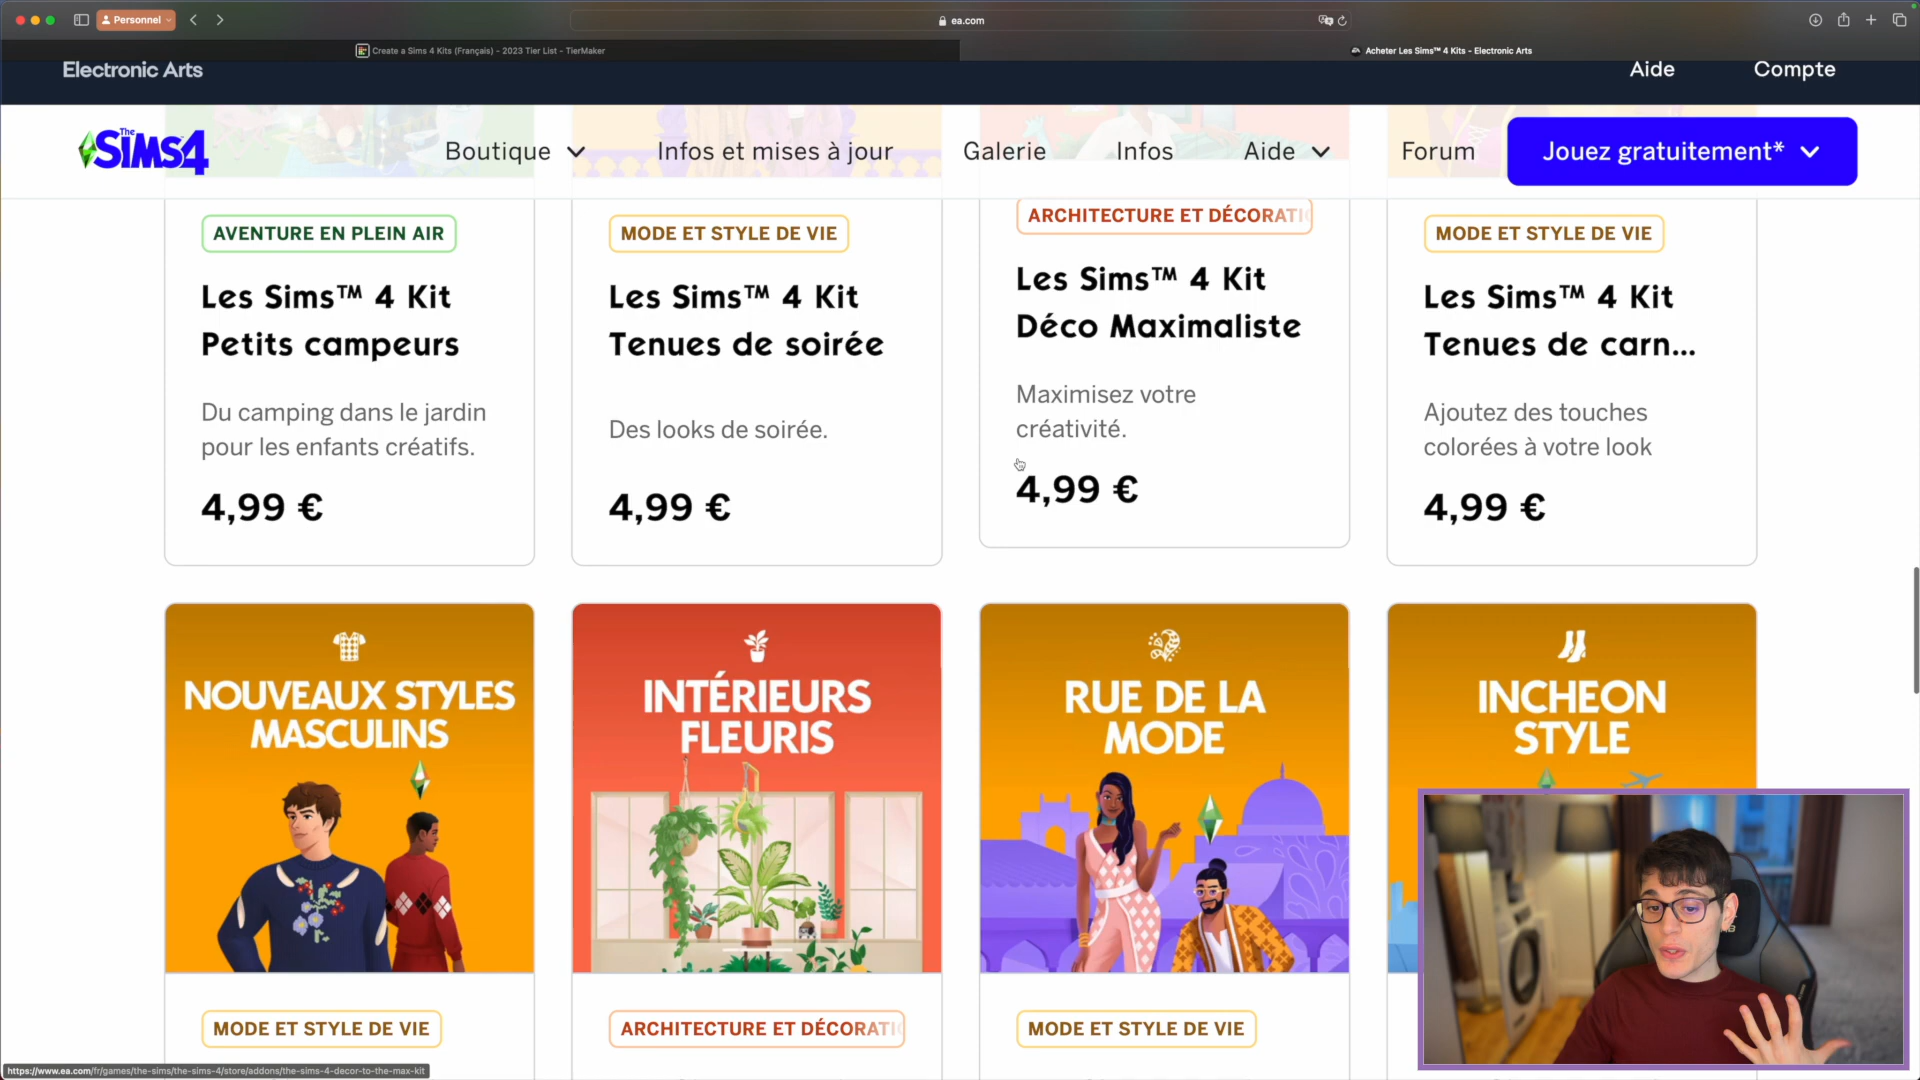 Personnel
ea.com
Create a Sims 4 Kits (Français) - 2023 Tier List - TierMaker
Acheter Les Sims™ 4 Kits - Electronic Arts
Electronic Arts
Aide
Compte
The Sims 4
Boutique
Infos et mises à jour
Galerie
Infos
Aide
Forum
Jouez gratuitement*
AVENTURE EN PLEIN AIR
Les Sims™ 4 Kit
Petits campeurs
Du camping dans le jardin
pour les enfants créatifs.
4,99 €
MODE ET STYLE DE VIE
Les Sims™ 4 Kit
Tenues de soirée
Des looks de soirée.
4,99 €
ARCHITECTURE ET DÉCORATI
Les Sims™ 4 Kit
Déco Maximaliste
Maximisez votre
créativité.
4,99 €
MODE ET STYLE DE VIE
Les Sims™ 4 Kit
Tenues de carn...
Ajoutez des touches
colorées à votre look
4,99 €
NOUVEAUX STYLES
MASCULINS
MODE ET STYLE DE VIE
INTÉRIEURS
FLEURIS
ARCHITECTURE ET DÉCORATI
RUE DE LA
MODE
MODE ET STYLE DE VIE
INCHEON
STYLE
https://www.ea.com/fr/games/the-sims/the-sims-4/store/addons/the-sims-4-decor-to-the-max-kit